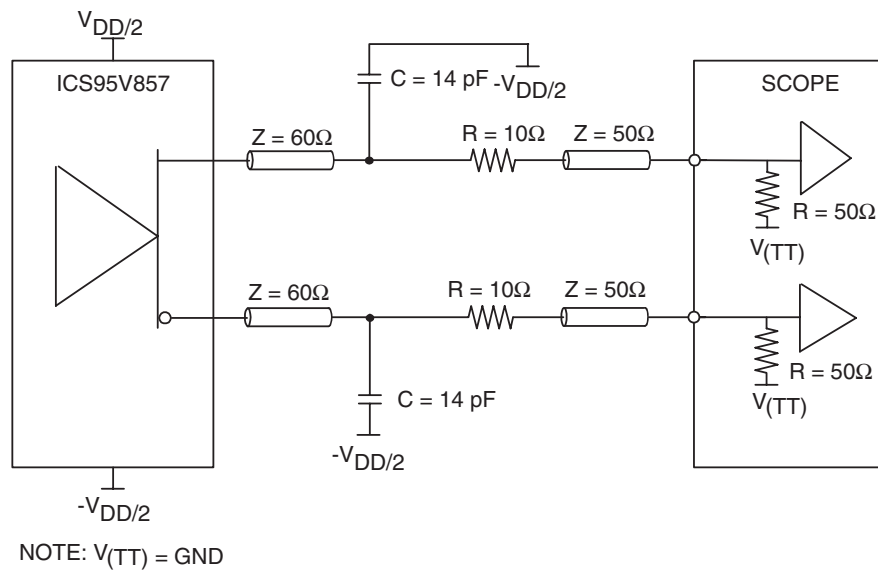 VDD/2
ICS95V857
C = 14 pF
-VDD/2
SCOPE
Z = 60Ω
R = 10Ω
Z = 50Ω
R = 50Ω
V(TT)
Z = 60Ω
R = 10Ω
Z = 50Ω
R = 50Ω
V(TT)
C = 14 pF
-VDD/2
-VDD/2
NOTE: V(TT) = GND